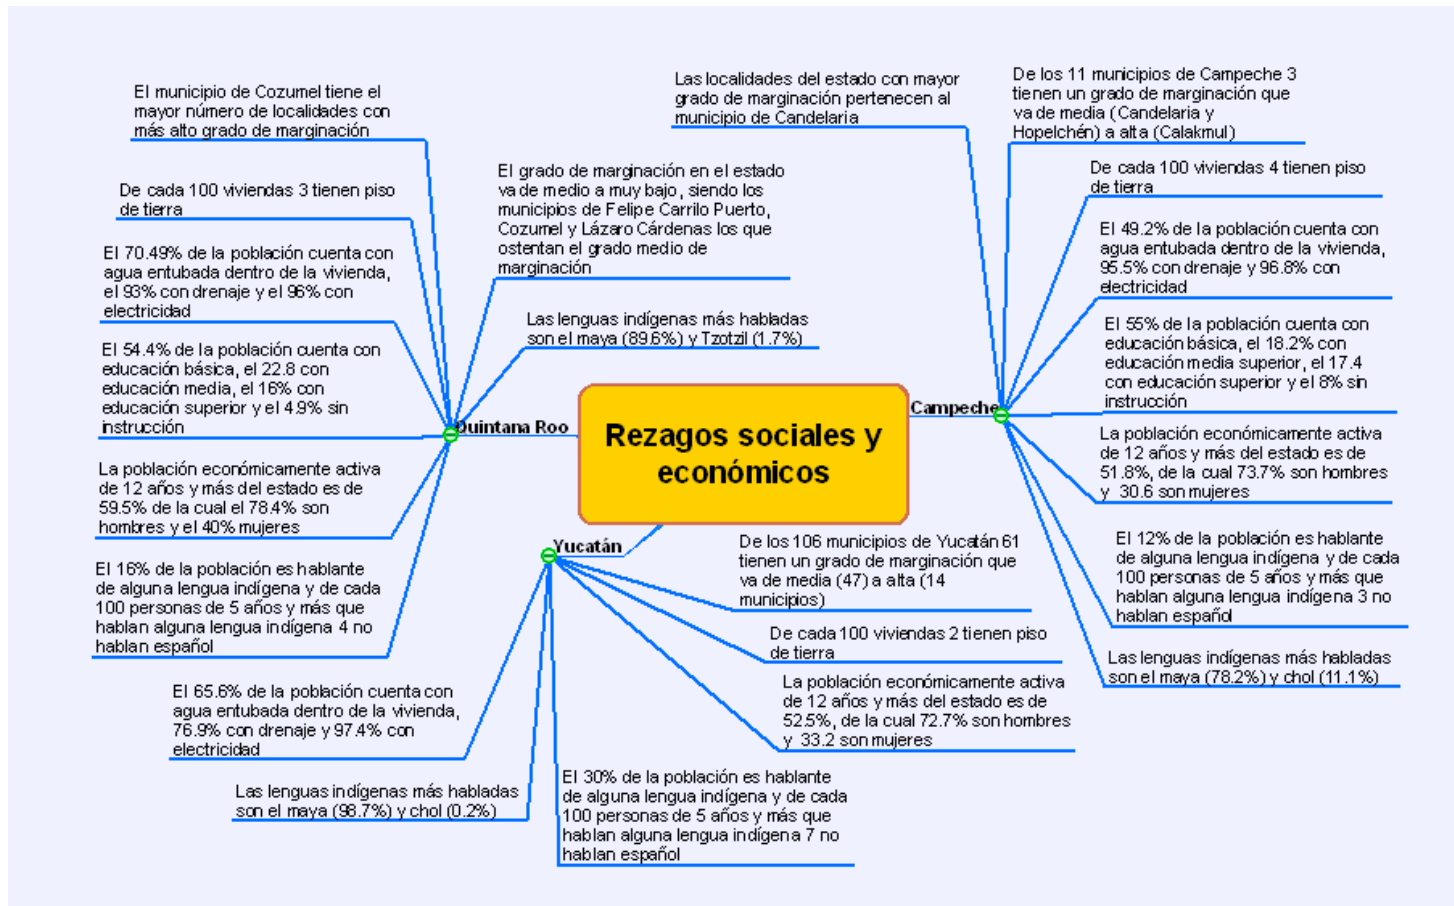 Rezagos sociales y
económicos
Quintana Roo
El municipio de Cozumel tiene el
mayor número de localidades con
más alto grado de marginación
De cada 100 viviendas 3 tienen piso
de tierra
El 70.49% de la población cuenta con
agua entubada dentro de la vivienda,
el 93% con drenaje y el 96% con
electricidad
El 54.4% de la población cuenta con
educación básica, el 22.8 con
educación media, el 16% con
educación superior y el 4.9% sin
instrucción
La población económicamente activa
de 12 años y más del estado es de
59.5% de la cual el 78.4% son
hombres y el 40% mujeres
El 16% de la población es hablante
de alguna lengua indígena y de cada
100 personas de 5 años y más que
hablan alguna lengua indígena 4 no
hablan español
El grado de marginación en el estado
va de medio a muy bajo, siendo los
municipios de Felipe Carrilo Puerto,
Cozumel y Lázaro Cárdenas los que
ostentan el grado medio de
marginación
Las lenguas indígenas más habladas
son el maya (89.6%) y Tzotzil (1.7%)
Campeche
Las localidades del estado con mayor
grado de marginación pertenecen al
municipio de Candelaria
De los 11 municipios de Campeche 3
tienen un grado de marginación que
va de media (Candelaria y
Hopelchén) a alta (Calakmul)
De cada 100 viviendas 4 tienen piso
de tierra
El 49.2% de la población cuenta con
agua entubada dentro de la vivienda,
95.5% con drenaje y 96.8% con
electricidad
El 55% de la población cuenta con
educación básica, el 18.2% con
educación media superior, el 17.4
con educación superior y el 8% sin
instrucción
La población económicamente activa
de 12 años y más del estado es de
51.8%, de la cual 73.7% son hombres
y 30.6 son mujeres
El 12% de la población es hablante
de alguna lengua indígena y de cada
100 personas de 5 años y más que
hablan alguna lengua indígena 3 no
hablan español
Las lenguas indígenas más habladas
son el maya (78.2%) y chol (11.1%)
Yucatán
De los 106 municipios de Yucatán 61
tienen un grado de marginación que
va de media (47) a alta (14
municipios)
De cada 100 viviendas 2 tienen piso
de tierra
La población económicamente activa
de 12 años y más del estado es de
52.5%, de la cual 72.7% son hombres
y 33.2 son mujeres
El 30% de la población es hablante
de alguna lengua indígena y de cada
100 personas de 5 años y más que
hablan alguna lengua indígena 7 no
hablan español
Las lenguas indígenas más habladas
son el maya (98.7%) y chol (0.2%)
El 65.6% de la población cuenta con
agua entubada dentro de la vivienda,
76.9% con drenaje y 97.4% con
electricidad